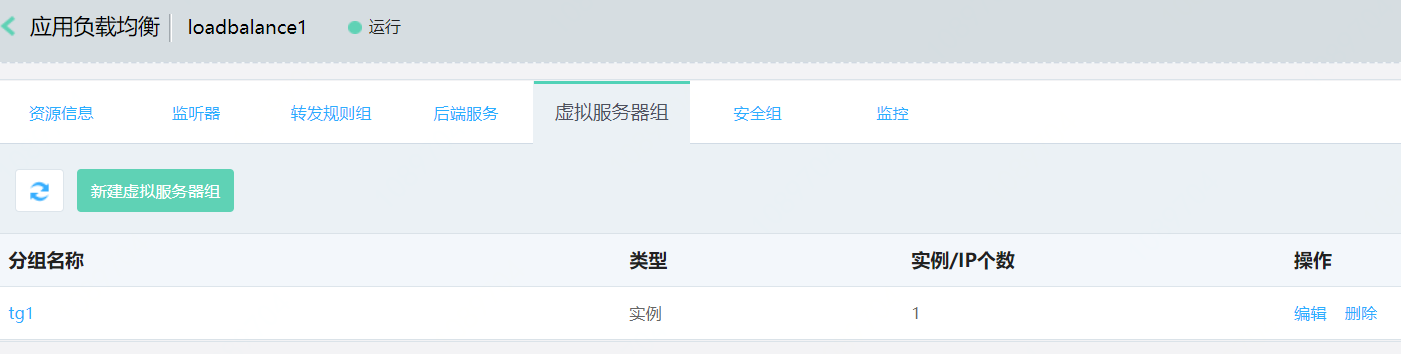 应用负载均衡 loadbalance1 运行
资源信息 监听器 转发规则组 后端服务 虚拟服务器组 安全组 监控
新建虚拟服务器组
分组名称 类型 实例/IP个数 操作
tg1 实例 1 编辑 删除